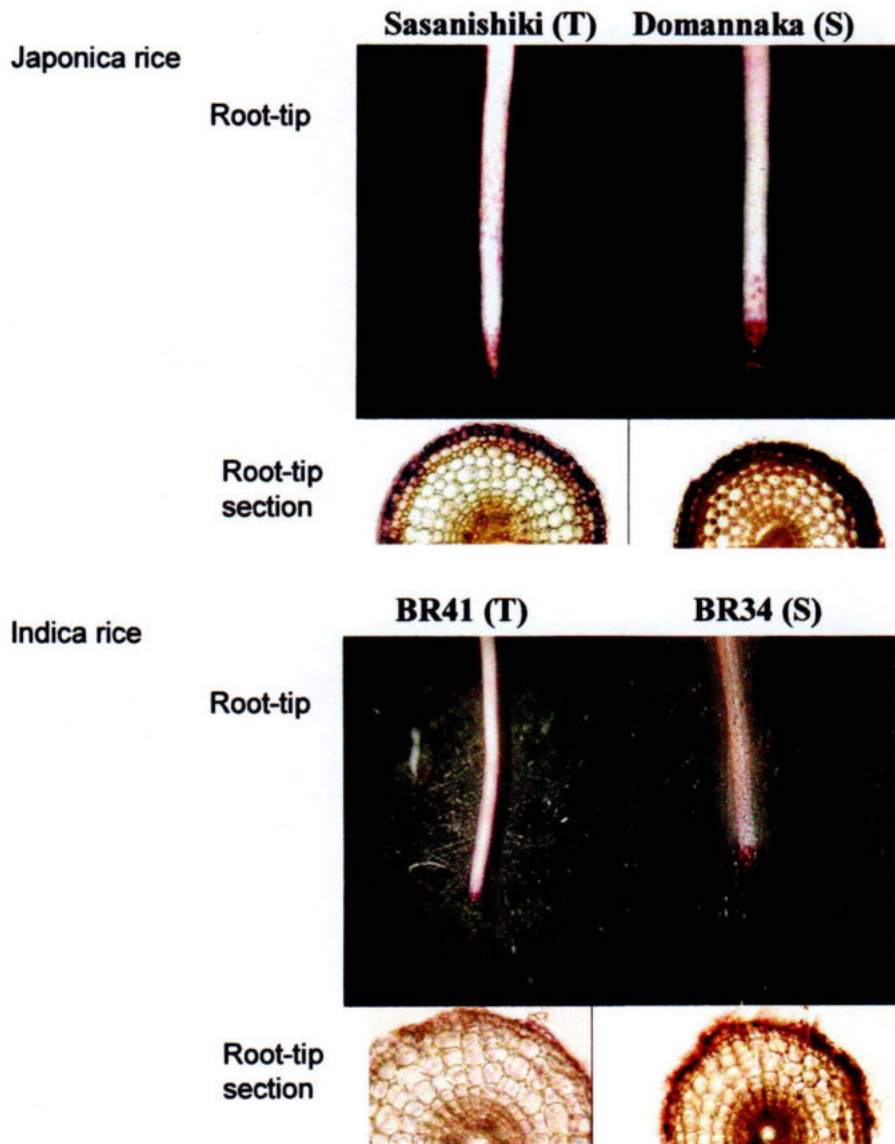 Sasanishiki (T) Domannaka (S)
Japonica rice
Root-tip
Root-tip
section
BR41 (T) BR34 (S)
Indica rice
Root-tip
Root-tip
section